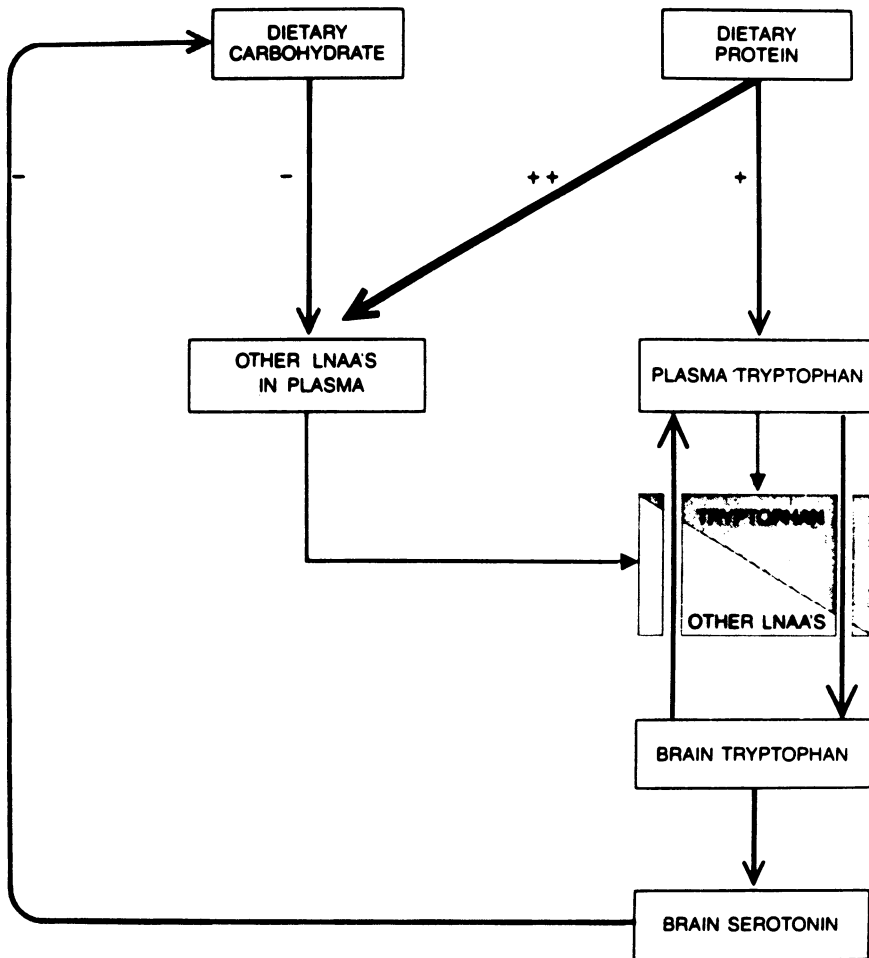 DIETARY
CARBOHYDRATE
DIETARY
PROTEIN
-
-
++
+
OTHER LNAA'S
IN PLASMA
PLASMA TRYPTOPHAN
TRYPTOPHAN
OTHER LNAA'S
BRAIN TRYPTOPHAN
BRAIN SEROTONIN